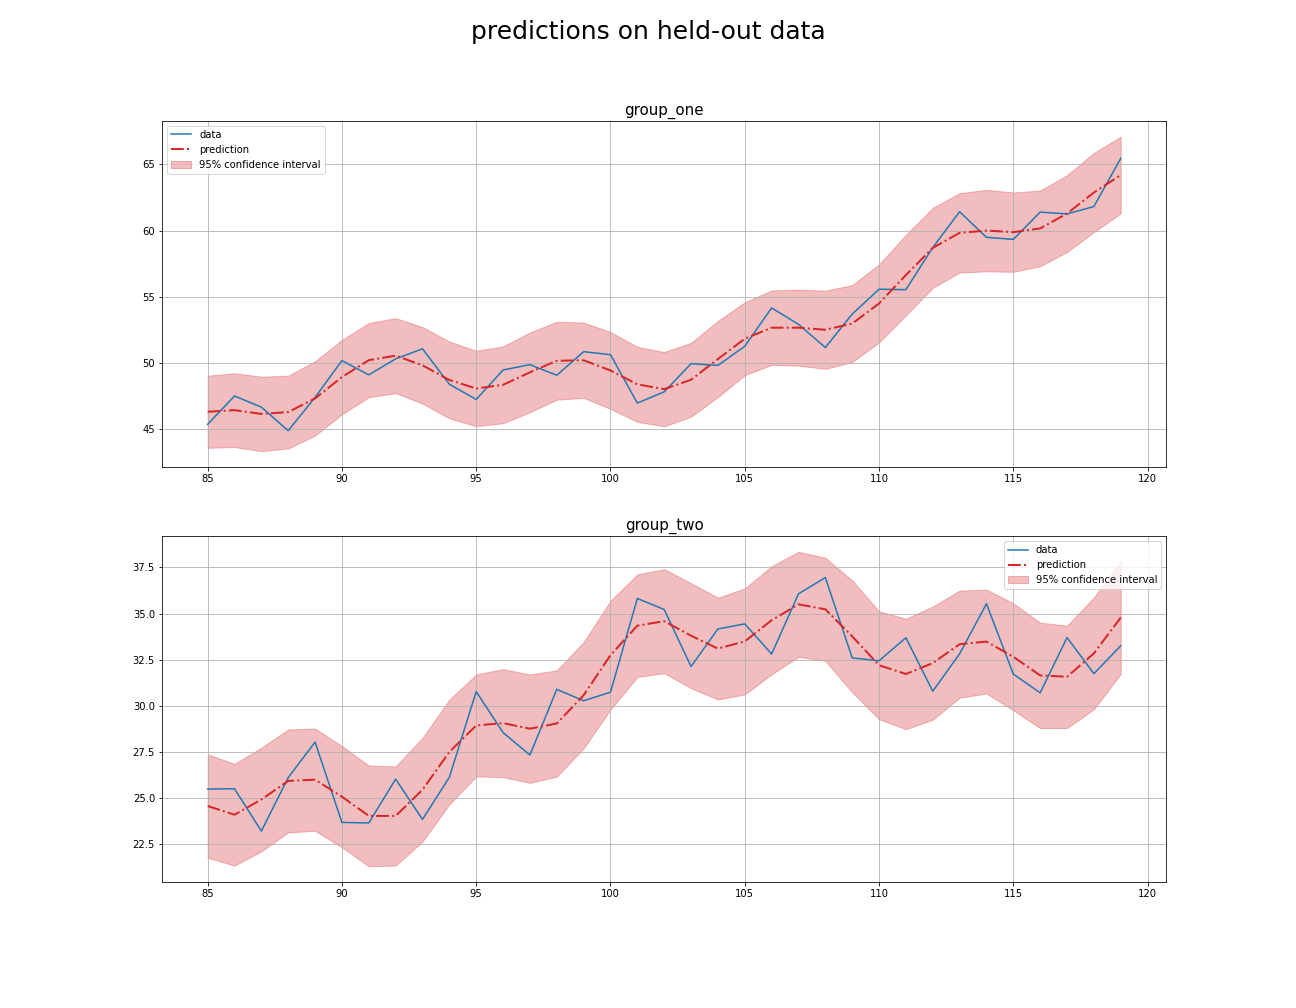 predictions on held-out data
group_one
data
prediction
95% confidence interval
65
60
55
50
45
85 90 95 100 105 110 115 120
group_two
data
prediction
95% confidence interval
37.5
35.0
32.5
30.0
27.5
25.0
22.5
85 90 95 100 105 110 115 120